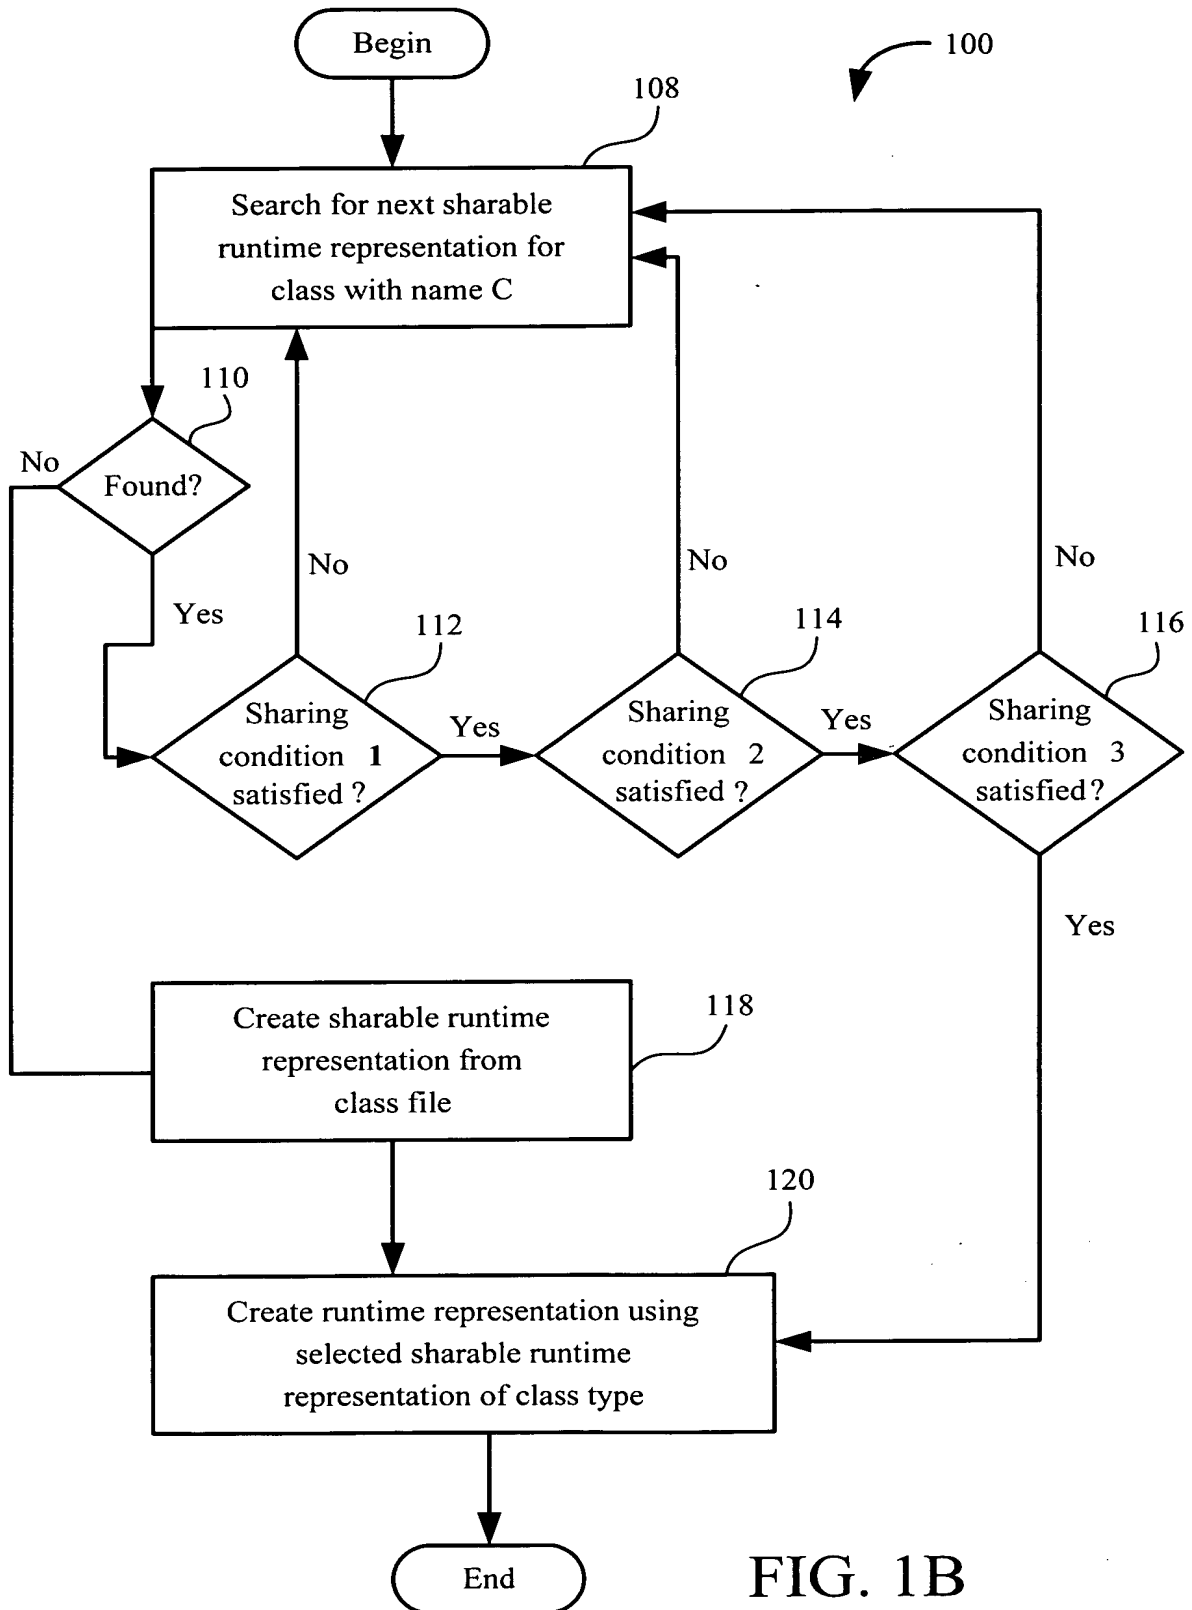 Begin
100
108
Search for next sharable
runtime representation for
class with name C
110
No
Found?
No
No
No
Yes
112
114
116
Sharing
condition 1
satisfied ?
Yes
Sharing
condition 2
satisfied ?
Yes
Sharing
condition 3
satisfied?
Yes
Create sharable runtime
representation from
class file
118
120
Create runtime representation using
selected sharable runtime
representation of class type
End
FIG. 1B